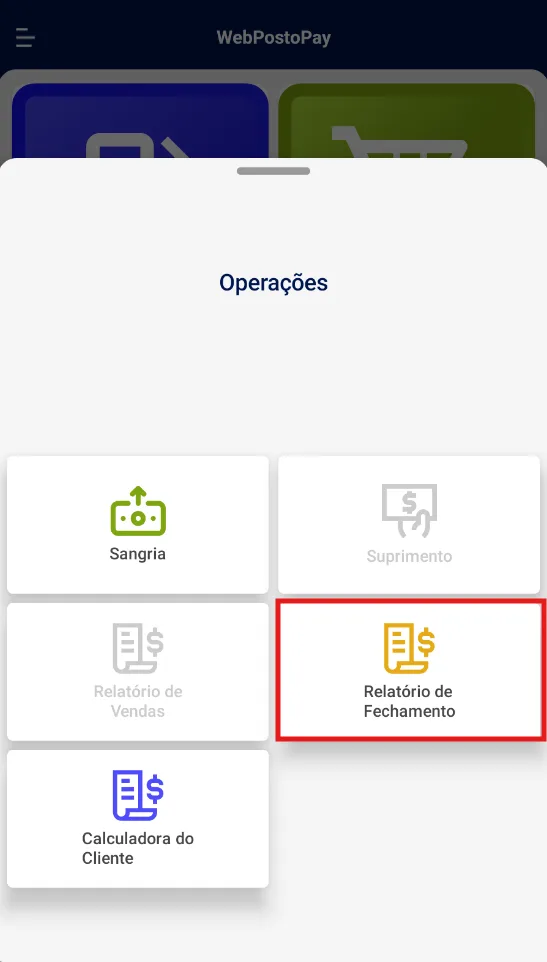 WebPostoPay
Operações
Sangria
Suprimento
Relatório de
Vendas
Relatório de
Fechamento
Calculadora do
Cliente